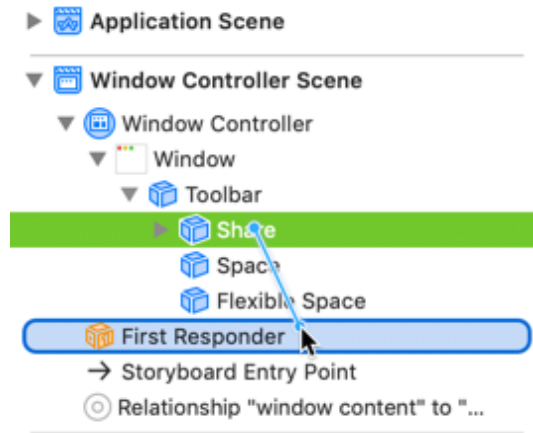 Application Scene
Window Controller Scene
Window Controller
Window
Toolbar
Share
Space
Flexible Space
First Responder
Storyboard Entry Point
Relationship "window content" to "...